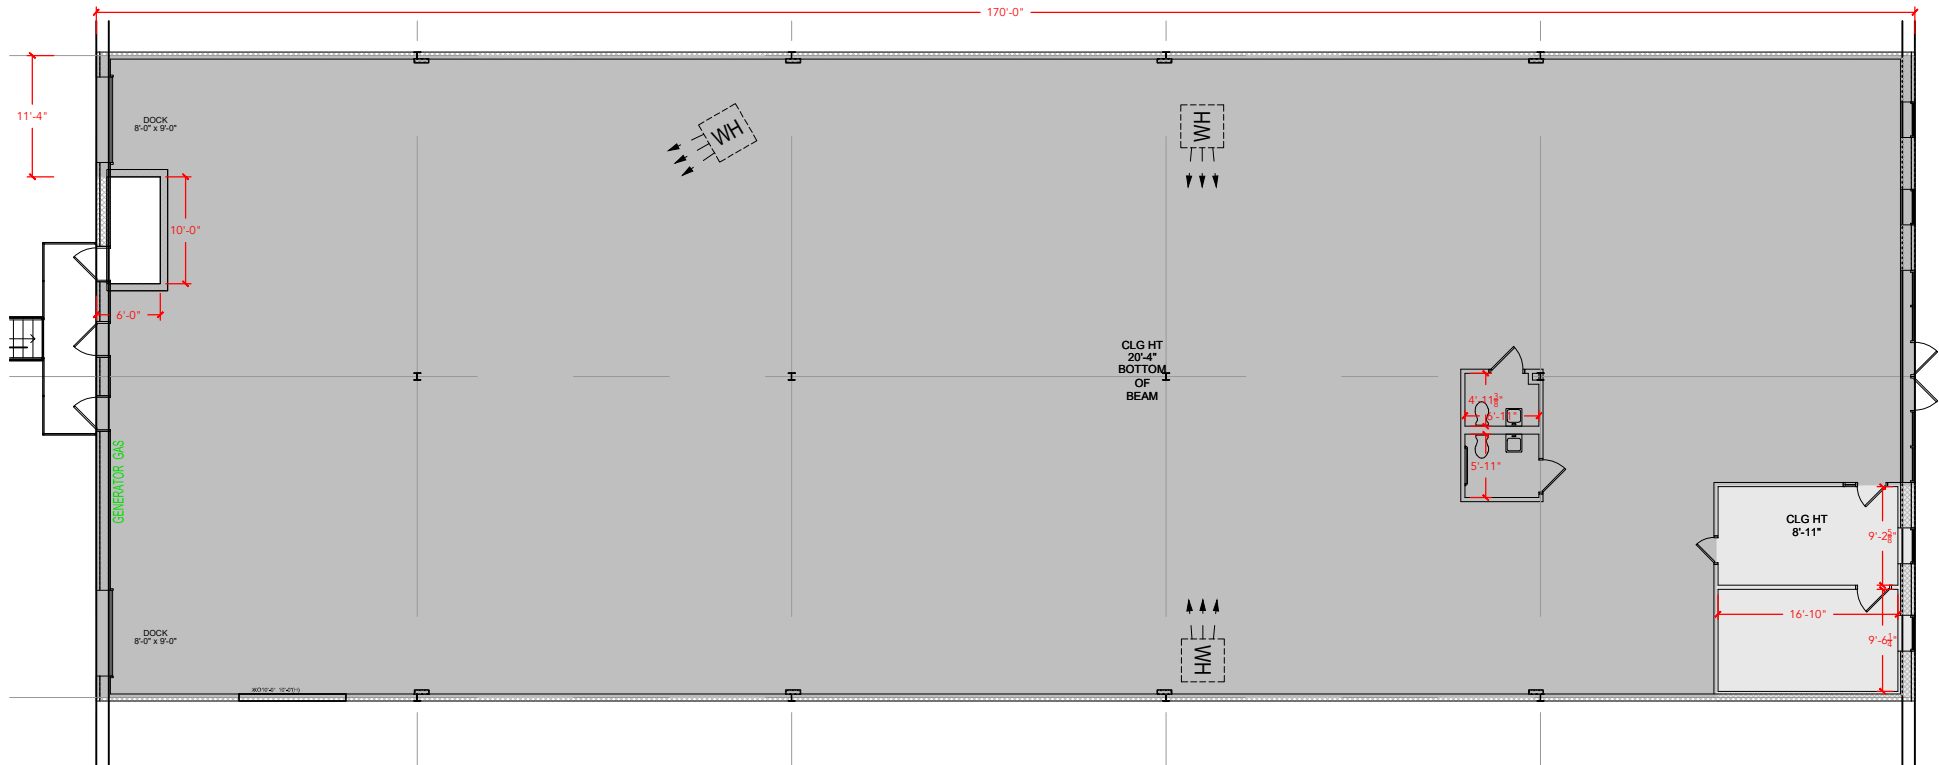 170'-0"
11'-4"
DOCK
8'-0" x 9'-0"
WH
WH
10'-0"
6'-0"
CLG HT
20'-4"
BOTTOM
OF
BEAM
5'-11"
GENERATOR GAS
CLG HT
8'-11"
16'-10"
DOCK
8'-0" x 9'-0"
WH